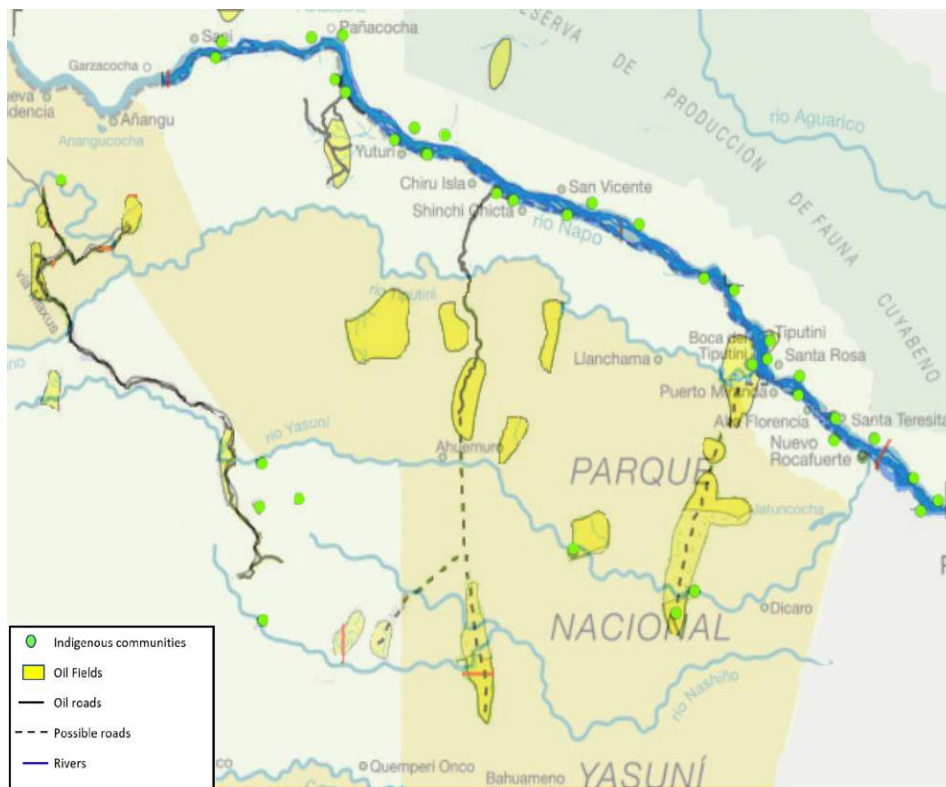 RESERVA
DE
PRODUCCIÓN
DE FAUNA
CUYABENO
Sani
Pañacocha
Garzacocha
Añangu
Anangucocha
río Aguarico
Yuturi
Chiru Isla
San Vicente
Shinchi Chicta
río Napo
río Tiputini
Llanchama
Boca del
Tiputini
Tiputini
Santa Rosa
Puerto Miranda
Alta Florencia
Santa Teresita
Nuevo
Rocafuerte
río Yasuní
Ahuemuro
PARQUE
Jatuncocha
NACIONAL
Dicaro
río Nashiño
YASUNÍ
Quemperi Onco
Bahuameno
Indigenous communities
Oil Fields
Oil roads
Possible roads
Rivers